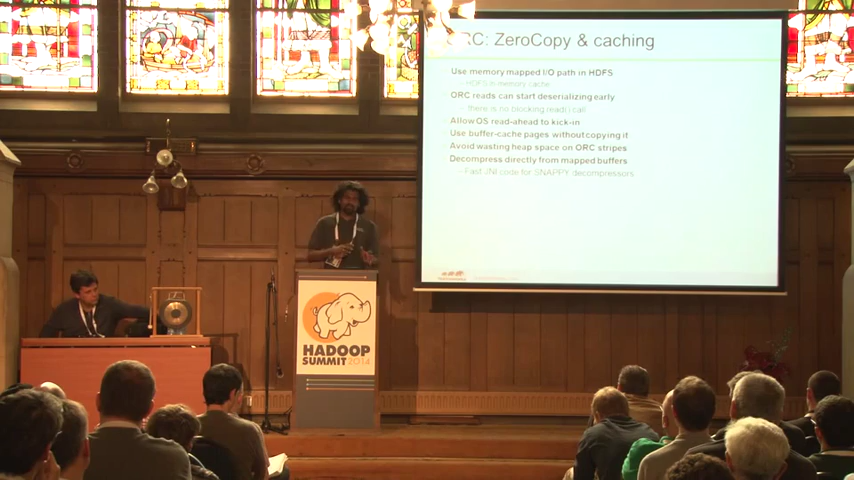 RC: ZeroCopy & caching
Use memory mapped I/O path in HDFS
– HDFS in memory cache
ORC reads can start deserializing early
– there is no blocking read() call
Allow OS read-ahead to kick-in
Use buffer-cache pages without copying it
Avoid wasting heap space on ORC stripes
Decompress directly from mapped buffers
– Fast JNI code for SNAPPY decompressors
HADOOP
SUMMIT 2014